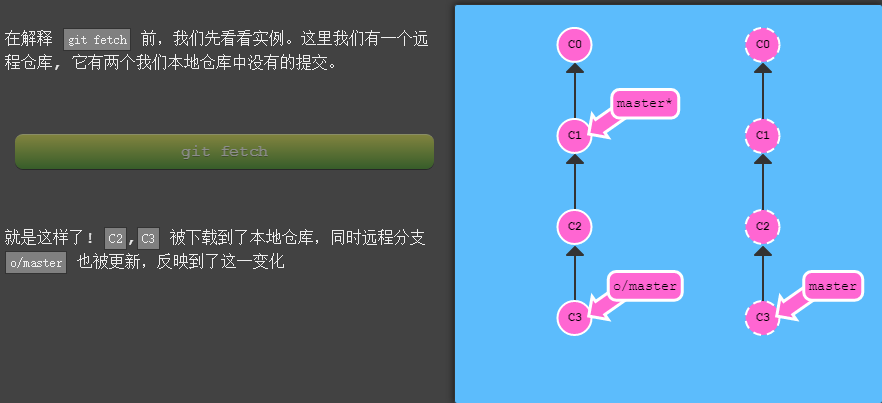 在解释 git fetch 前，我们先看看实例。这里我们有一个远
程仓库, 它有两个我们本地仓库中没有的提交。
git fetch
就是这样了! C2,C3 被下载到了本地仓库，同时远程分支
o/master 也被更新，反映到了这一变化
C0
C0
master*
C1
C1
C2
C2
o/master
master
C3
C3